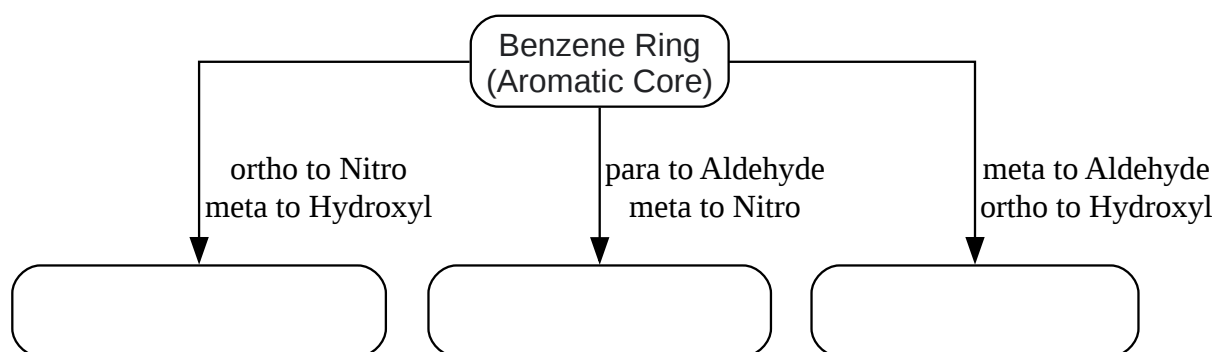 Benzene Ring
(Aromatic Core)
ortho to Nitro
meta to Hydroxyl
para to Aldehyde
meta to Nitro
meta to Aldehyde
ortho to Hydroxyl